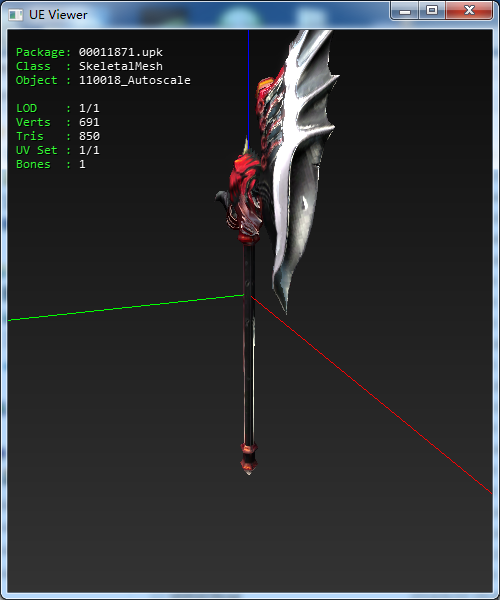 UE Viewer
Package: 00011871.upk
Class  : SkeletalMesh
Object : 110018_Autoscale
LOD    : 1/1
Verts  : 691
Tris   : 850
UV Set : 1/1
Bones  : 1